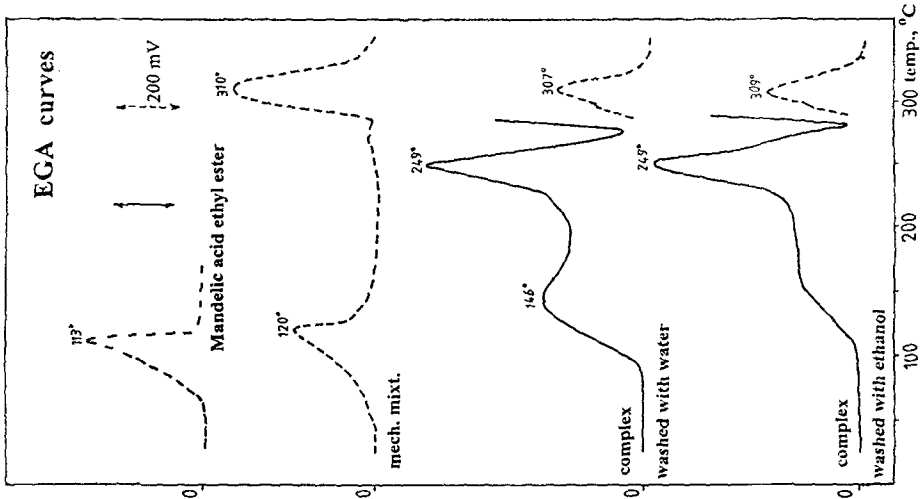 EGA curves
200 mV
113°
Mandelic acid ethyl ester
0
120°
310°
mech. mixt.
0
146°
249°
307°
complex
washed with water
0
249°
309°
complex
washed with ethanol
0
100
200
300 temp., °C